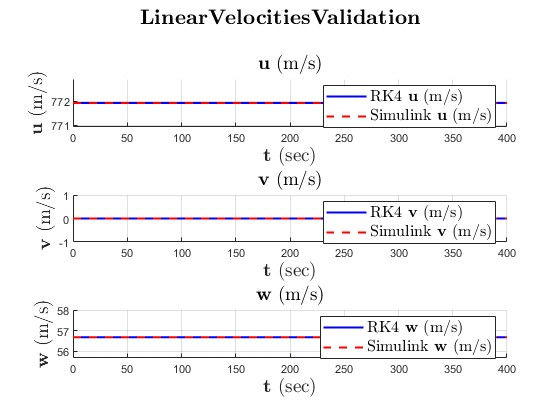 LinearVelocitiesValidation
u (m/s)
u (m/s)
772
771
RK4 u (m/s)
Simulink u (m/s)
0 50 100 150 200 250 300 350 400
t (sec)
v (m/s)
v (m/s)
1
0
-1
RK4 v (m/s)
Simulink v (m/s)
0 50 100 150 200 250 300 350 400
t (sec)
w (m/s)
w (m/s)
58
57
56
RK4 w (m/s)
Simulink w (m/s)
0 50 100 150 200 250 300 350 400
t (sec)